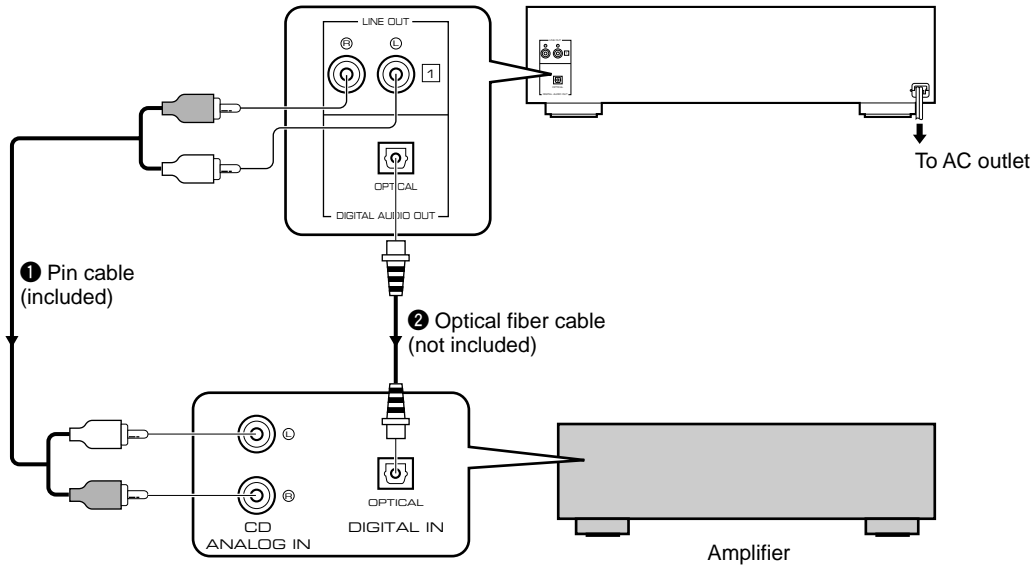 LINE OUT
R L
1
OPTICAL
DIGITAL AUDIO OUT
OPTICAL
To AC outlet
❶ Pin cable
(included)
❷ Optical fiber cable
(not included)
L
R
CD
ANALOG IN
OPTICAL
DIGITAL IN
Amplifier